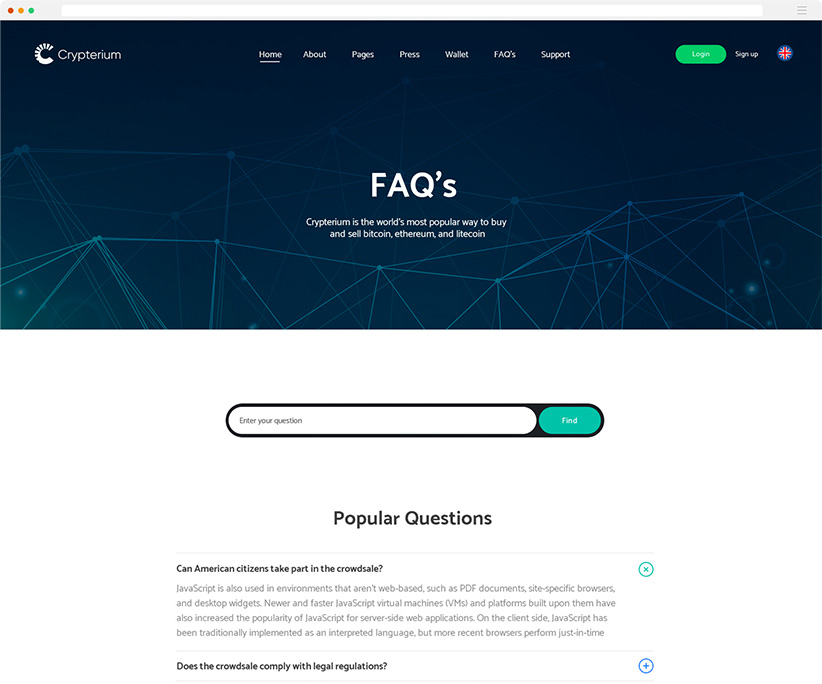 Crypterium
Home About Pages Press Wallet FAQ's Support
Login Sign up
FAQ's
Crypterium is the world's most popular way to buy
and sell bitcoin, ethereum, and litecoin
Enter your question
Find
Popular Questions
Can American citizens take part in the crowdsale?
JavaScript is also used in environments that aren't web-based, such as PDF documents, site-specific browsers,
and desktop widgets. Newer and faster JavaScript virtual machines (VMs) and platforms built upon them have
also increased the popularity of JavaScript for server-side web applications. On the client side, JavaScript has
been traditionally implemented as an interpreted language, but more recent browsers perform just-in-time
Does the crowdsale comply with legal regulations?